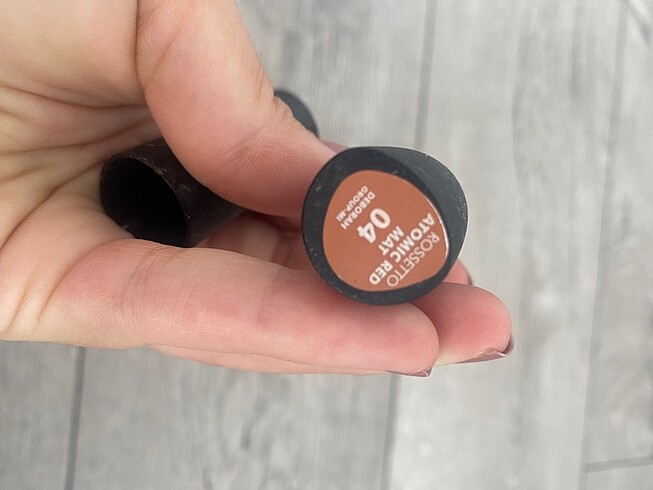 ROSSETTO
ATOMIC RED
MAT
04
DEBORAH
GROUP-MI